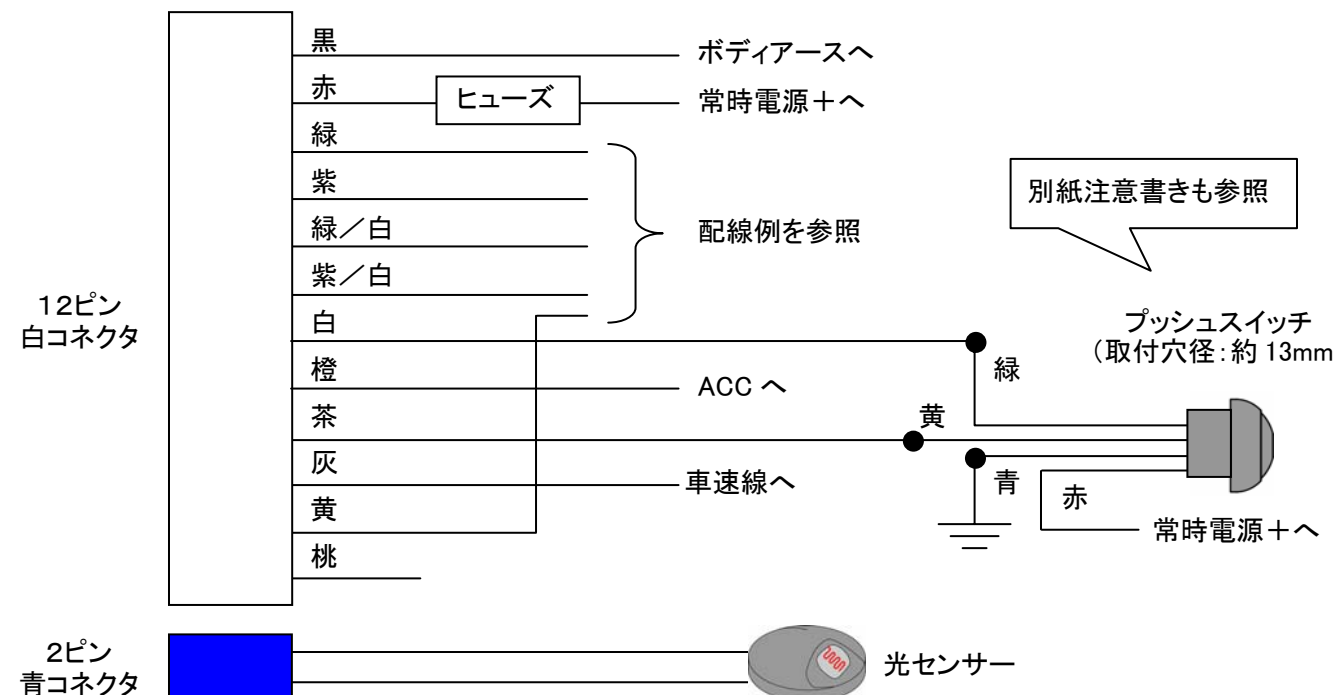 黒
ボディアースへ
赤
ヒューズ
常時電源＋へ
緑
紫
別紙注意書きも参照
緑／白
配線例を参照
紫／白
12ピン
白コネクタ
白
プッシュスイッチ
（取付穴径：約 13mm
緑
橙
ACC へ
茶
黄
灰
車速線へ
青
赤
黄
常時電源＋へ
桃
2ピン
青コネクタ
光センサー